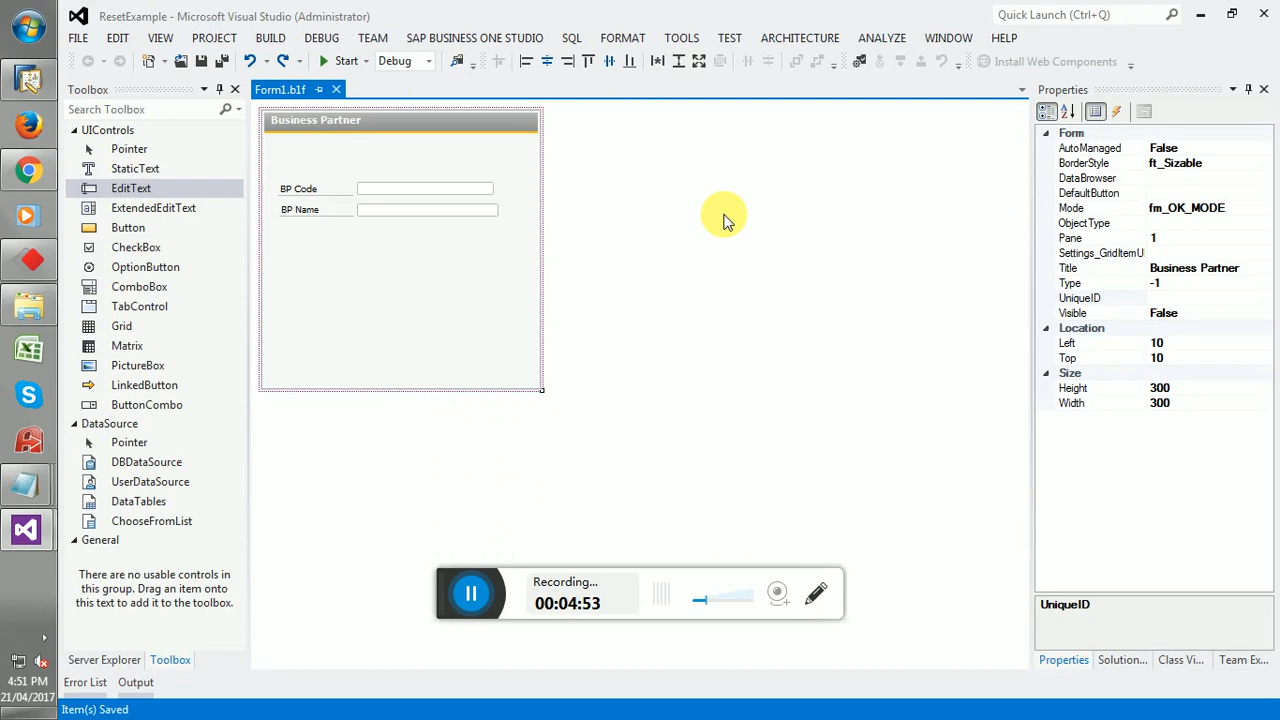 ResetExample - Microsoft Visual Studio (Administrator)
Quick Launch (Ctrl+Q)
FILE EDIT VIEW PROJECT BUILD DEBUG TEAM SAP BUSINESS ONE STUDIO SQL FORMAT TOOLS TEST ARCHITECTURE ANALYZE WINDOW HELP
Start Debug Install Web Components
Toolbox
Search Toolbox
UIControls
Pointer
StaticText
EditText
ExtendedEditText
Button
CheckBox
OptionButton
ComboBox
TabControl
Grid
Matrix
PictureBox
LinkedButton
ButtonCombo
DataSource
Pointer
DBDataSource
UserDataSource
DataTables
ChooseFromList
General
There are no usable controls in
this group. Drag an item onto
this text to add it to the toolbox.
Server Explorer Toolbox
Error List Output
Item(s) Saved
4:51 PM
21/04/2017
Form1.b1f
Business Partner
BP Code
BP Name
Recording...
00:04:53
Properties
Form
AutoManaged False
BorderStyle ft_Sizable
DataBrowser
DefaultButton
Mode fm_OK_MODE
ObjectType
Pane 1
Settings_GridItemUI
Title Business Partner
Type -1
UniqueID
Visible False
Location
Left 10
Top 10
Size
Height 300
Width 300
UniqueID
Properties Solution... Class Vi... Team Ex...